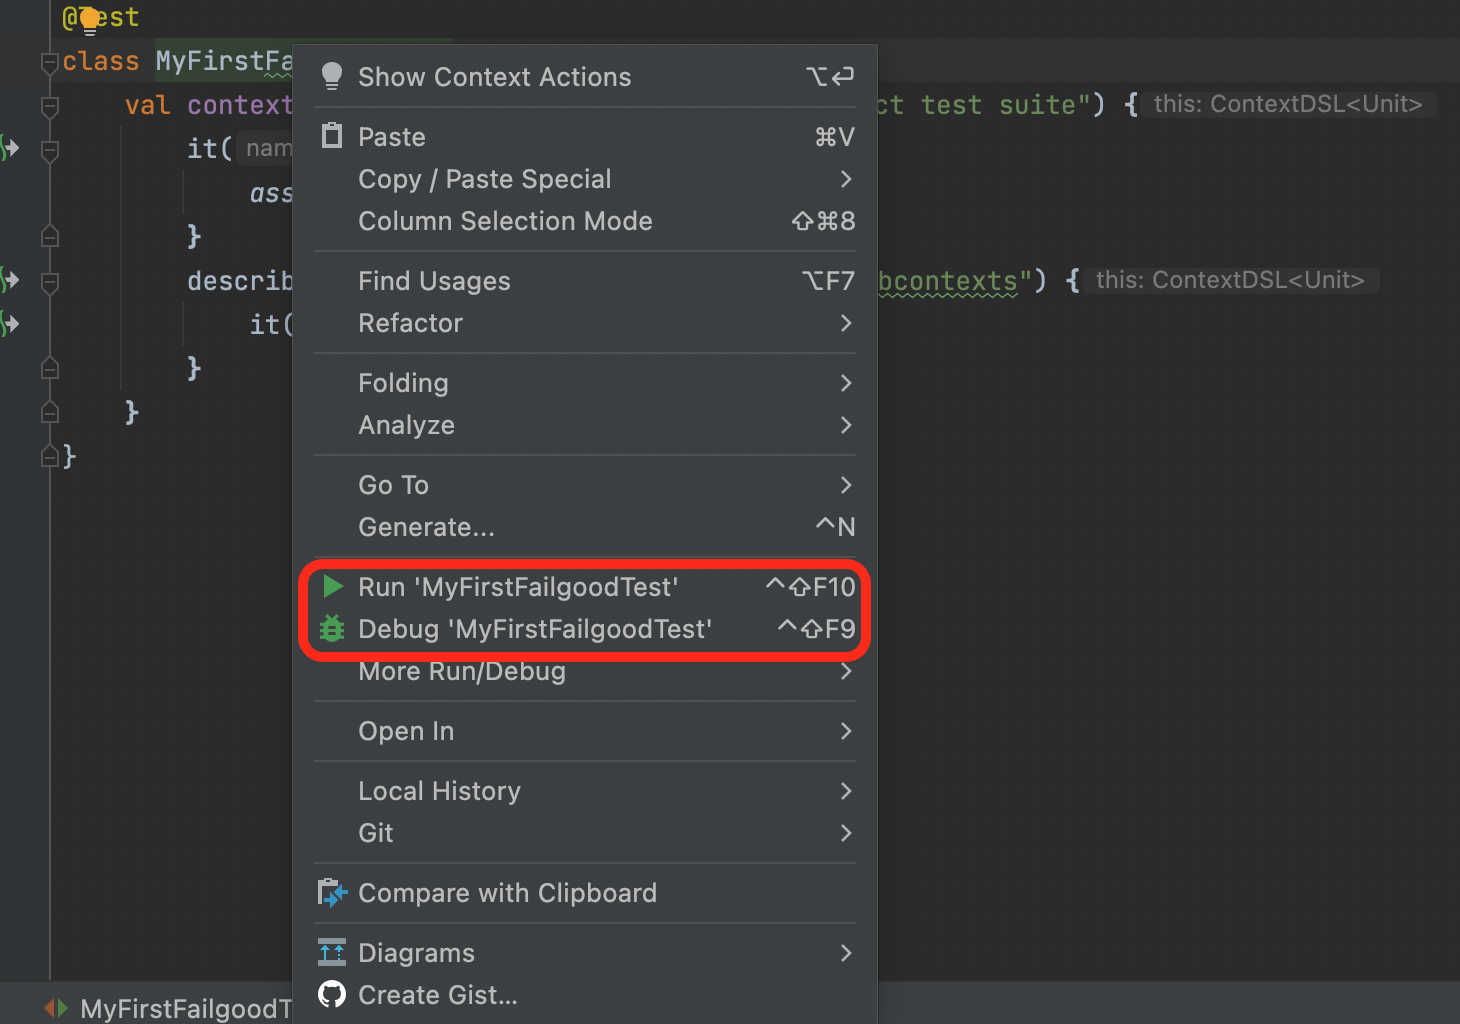 @Test
class MyFirstFa
Show Context Actions ⌥⏎
val context ct test suite") { this: ContextDSL<Unit>
Paste ⌘V
it( nam
Copy / Paste Special >
ass
Column Selection Mode ⇧⌘8
}
Find Usages ⌥F7
describ bcontexts") { this: ContextDSL<Unit>
Refactor >
it(
}
Folding >
}
Analyze >
}
Go To >
Generate... ^N
Run 'MyFirstFailgoodTest' ^⇧F10
Debug 'MyFirstFailgoodTest' ^⇧F9
More Run/Debug >
Open In >
Local History >
Git >
Compare with Clipboard
Diagrams >
Create Gist...
MyFirstFailgoodT